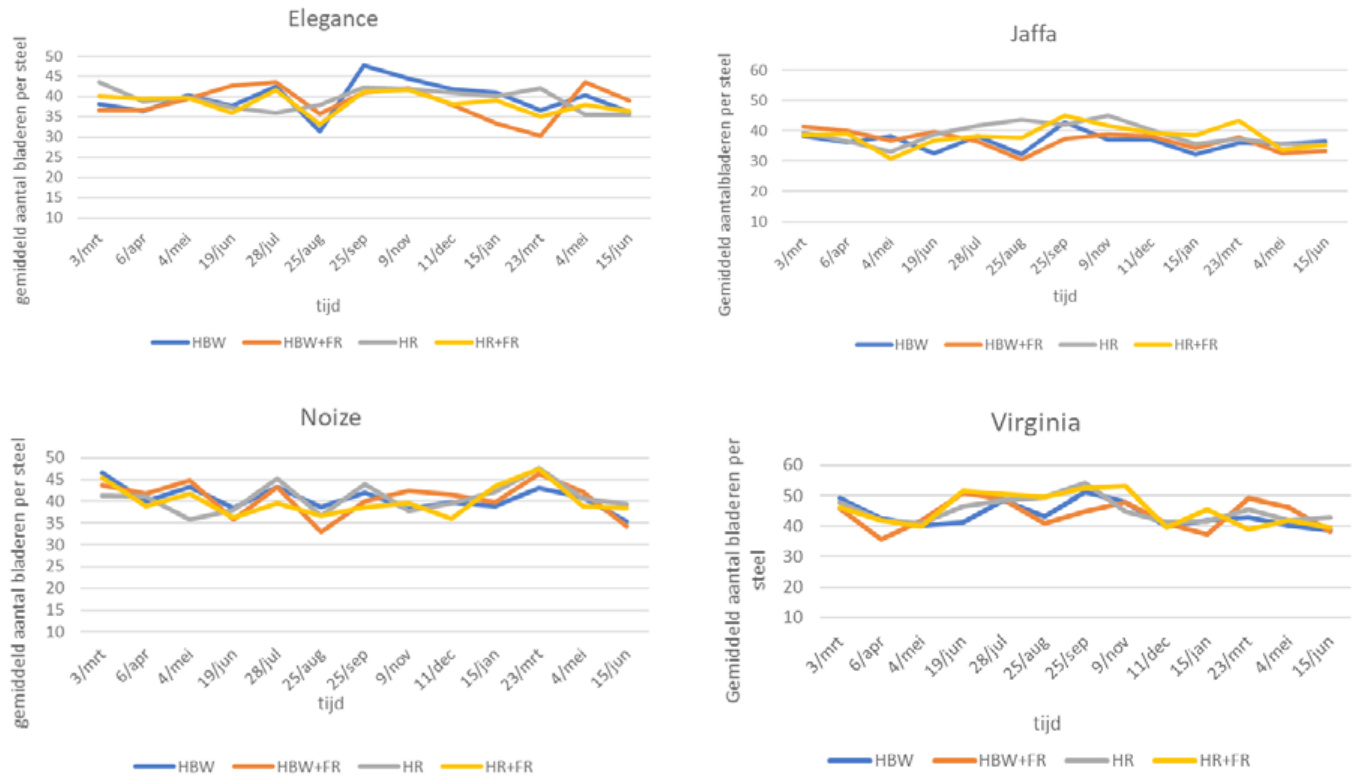 Elegance
gemiddeld aantal bladeren per steel
50
45
40
35
30
25
20
15
10
3/mrt 6/apr 4/mei 19/jun 28/jul 25/aug 25/sep 9/nov 11/dec 15/jan 23/mrt 4/mei 15/jun
tijd
HBW HBW+FR HR HR+FR
Jaffa
Gemiddeld aantalbladeren per steel
60
50
40
30
20
10
3/mrt 6/apr 4/mei 19/jun 28/jul 25/aug 25/sep 9/nov 11/dec 15/jan 23/mrt 4/mei 15/jun
tijd
HBW HBW+FR HR HR+FR
Noize
gemiddeld aantal bladeren per steel
50
45
40
35
30
25
20
15
10
3/mrt 6/apr 4/mei 19/jun 28/jul 25/aug 25/sep 9/nov 11/dec 15/jan 23/mrt 4/mei 15/jun
tijd
HBW HBW+FR HR HR+FR
Virginia
Gemiddeld aantal bladeren per
steel
60
50
40
30
20
10
3/mrt 6/apr 4/mei 19/jun 28/jul 25/aug 25/sep 9/nov 11/dec 15/jan 23/mrt 4/mei 15/jun
tijd
HBW HBW+FR HR HR+FR